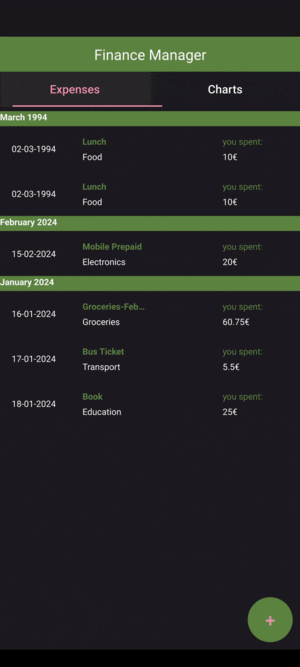 Finance Manager
Expenses Charts
March 1994
Lunch you spent:
02-03-1994
Food 10€
Lunch you spent:
02-03-1994
Food 10€
February 2024
Mobile Prepaid you spent:
15-02-2024
Electronics 20€
January 2024
Groceries-Feb... you spent:
16-01-2024
Groceries 60.75€
Bus Ticket you spent:
17-01-2024
Transport 5.5€
Book you spent:
18-01-2024
Education 25€
+